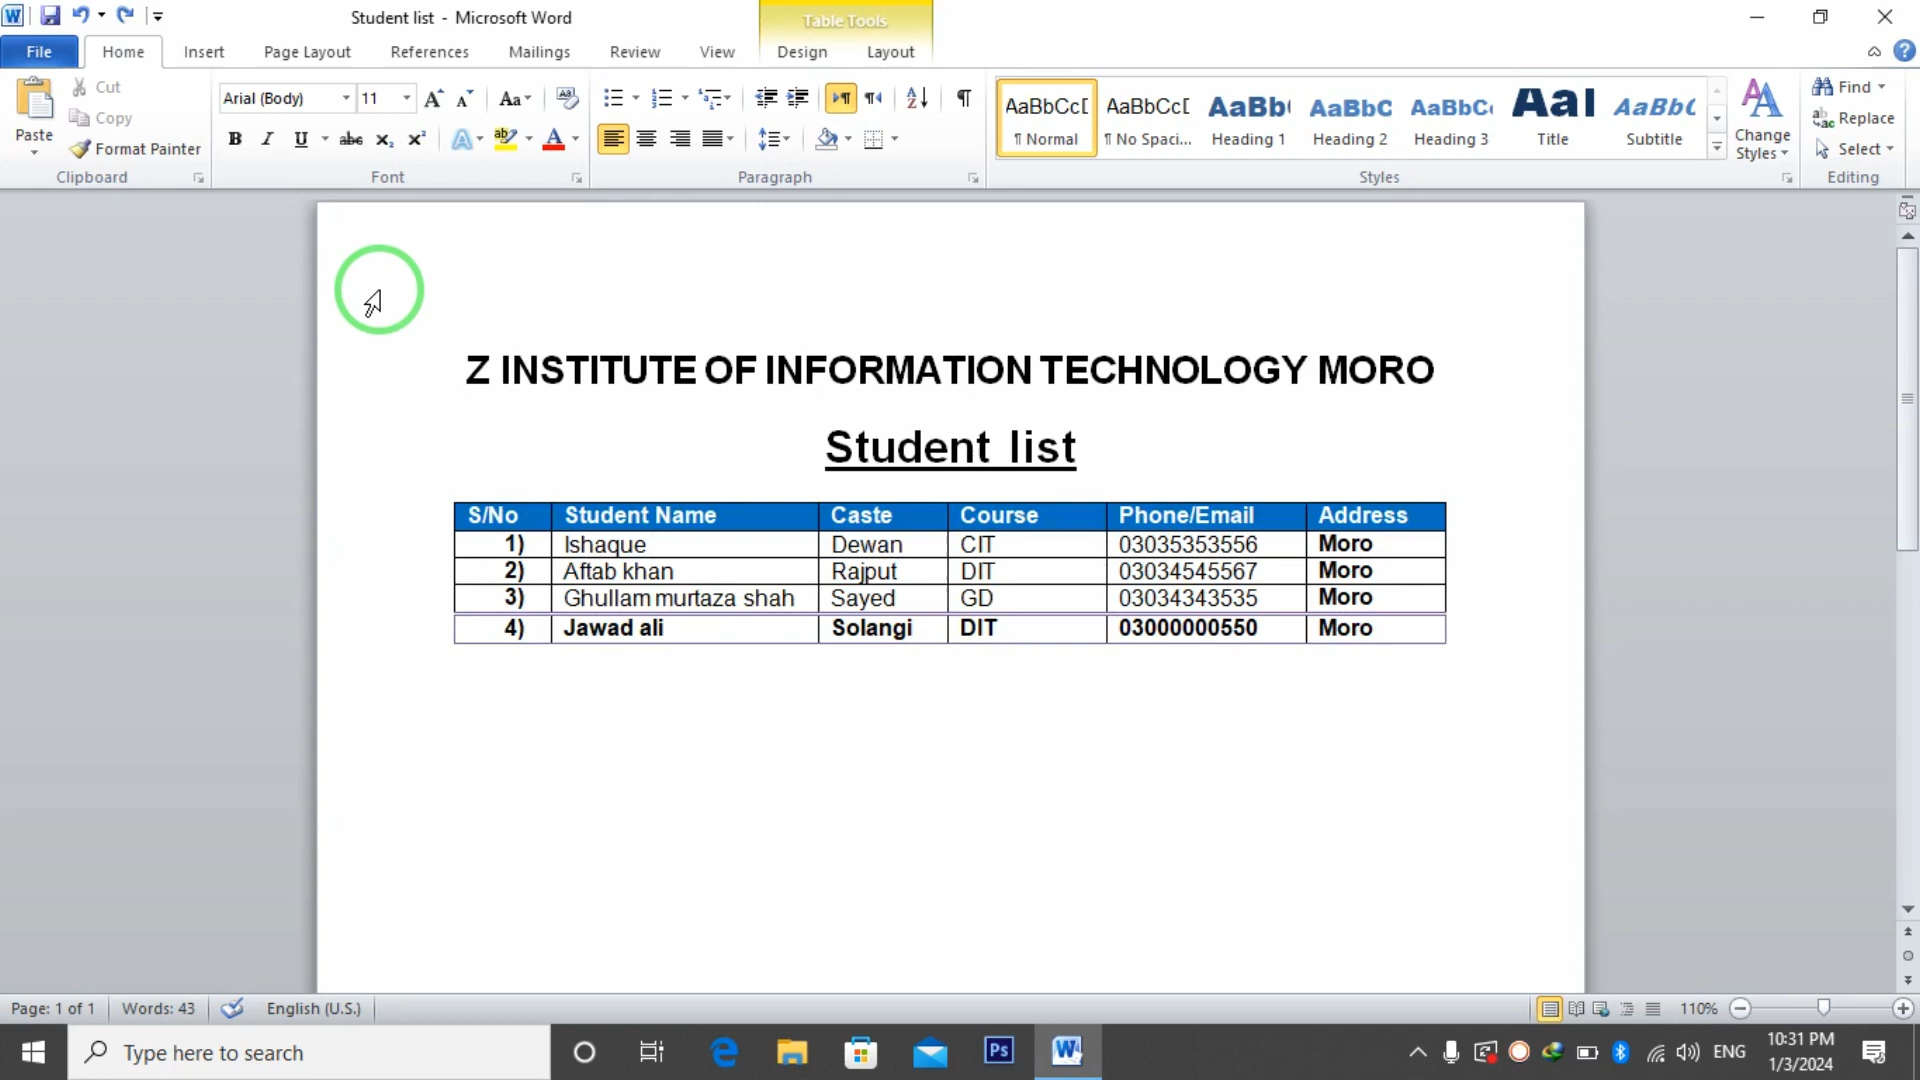 Student list - Microsoft Word
Table Tools
File Home Insert Page Layout References Mailings Review View Design Layout
Paste
Cut
Copy
Format Painter
Clipboard
Arial (Body) 11
Font
Paragraph
AaBbCcD AaBbCcD AaBb( AaBbC AaBbC AaI AaBbC
¶ Normal ¶ No Spaci... Heading 1 Heading 2 Heading 3 Title Subtitle
Change
Styles
Styles
Find
Replace
Select
Editing
Z INSTITUTE OF INFORMATION TECHNOLOGY MORO
Student list
S/No Student Name Caste Course Phone/Email Address
1) Ishaque Dewan CIT 03035353556 Moro
2) Aftab khan Rajput DIT 03034545567 Moro
3) Ghullam murtaza shah Sayed GD 03034343535 Moro
4) Jawad ali Solangi DIT 03000000550 Moro
Page: 1 of 1 Words: 43 English (U.S.) 110%
Type here to search
Ps
ENG
10:31 PM
1/3/2024